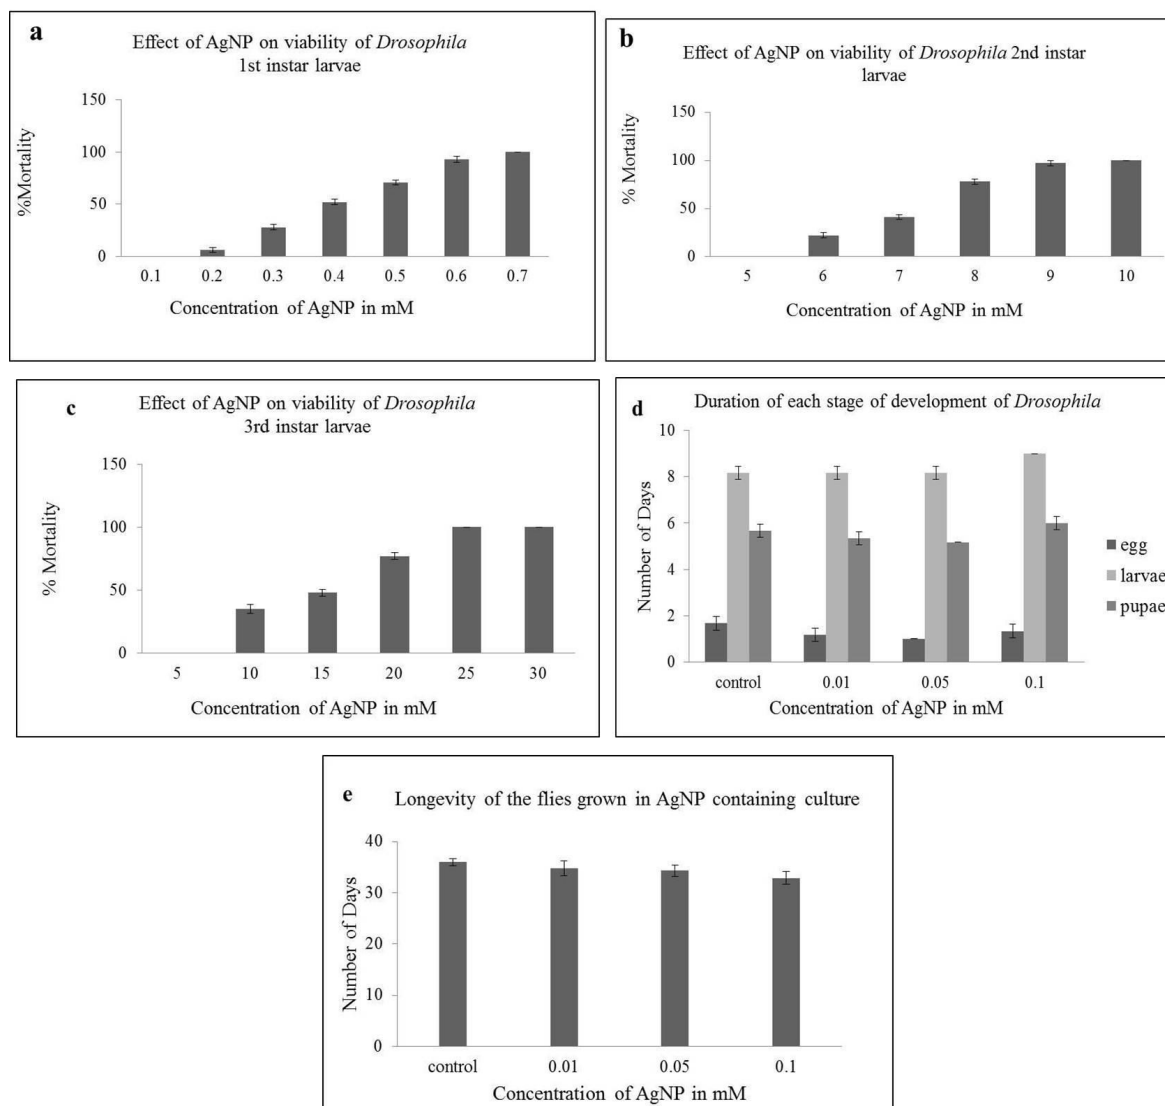 a
Effect of AgNP on viability of Drosophila
1st instar larvae
%Mortality
150
100
50
0
0.1 0.2 0.3 0.4 0.5 0.6 0.7
Concentration of AgNP in mM
b
Effect of AgNP on viability of Drosophila 2nd instar
larvae
% Mortality
150
100
50
0
5 6 7 8 9 10
Concentration of AgNP in mM
c
Effect of AgNP on viability of Drosophila
3rd instar larvae
% Mortality
150
100
50
0
5 10 15 20 25 30
Concentration of AgNP in mM
d
Duration of each stage of development of Drosophila
Number of Days
10
8
6
4
2
0
control 0.01 0.05 0.1
Concentration of AgNP in mM
egg
larvae
pupae
e
Longevity of the flies grown in AgNP containing culture
Number of Days
40
30
20
10
0
control 0.01 0.05 0.1
Concentration of AgNP in mM